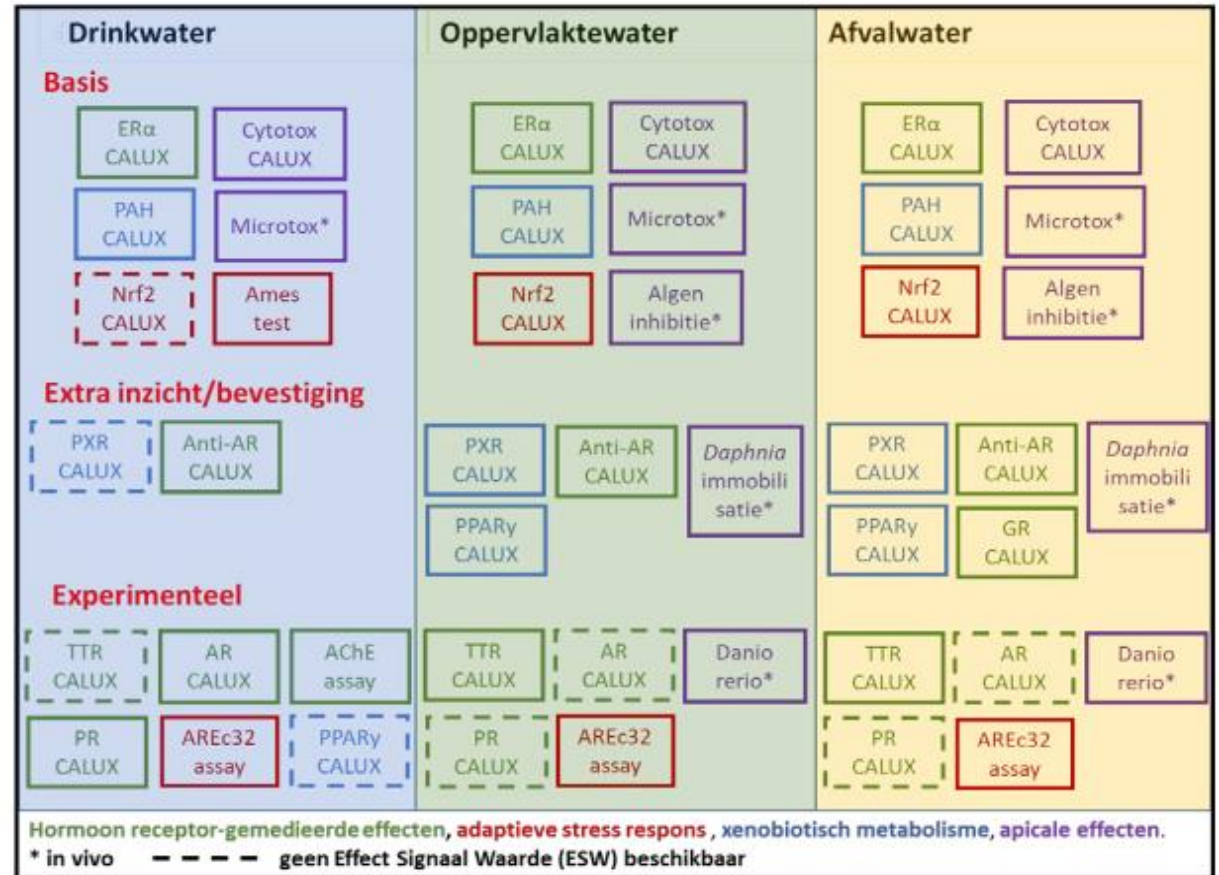 Drinkwater
Oppervlaktewater
Afvalwater
Basis
ERα
CALUX
Cytotox
CALUX
PAH
CALUX
Microtox*
Nrf2
CALUX
Ames
test
ERα
CALUX
Cytotox
CALUX
PAH
CALUX
Microtox*
Nrf2
CALUX
Algen
inhibitie*
ERα
CALUX
Cytotox
CALUX
PAH
CALUX
Microtox*
Nrf2
CALUX
Algen
inhibitie*
Extra inzicht/bevestiging
PXR
CALUX
Anti-AR
CALUX
PXR
CALUX
Anti-AR
CALUX
Daphnia
immobili
satie*
PPARγ
CALUX
PXR
CALUX
Anti-AR
CALUX
Daphnia
immobili
satie*
PPARγ
CALUX
GR
CALUX
Experimenteel
TTR
CALUX
AR
CALUX
AChE
assay
PR
CALUX
AREc32
assay
PPARγ
CALUX
TTR
CALUX
AR
CALUX
Danio
rerio*
PR
CALUX
AREc32
assay
TTR
CALUX
AR
CALUX
Danio
rerio*
PR
CALUX
AREc32
assay
Hormoon receptor-gemedieerde effecten, adaptieve stress respons , xenobiotisch metabolisme, apicale effecten.
* in vivo – – – – – geen Effect Signaal Waarde (ESW) beschikbaar